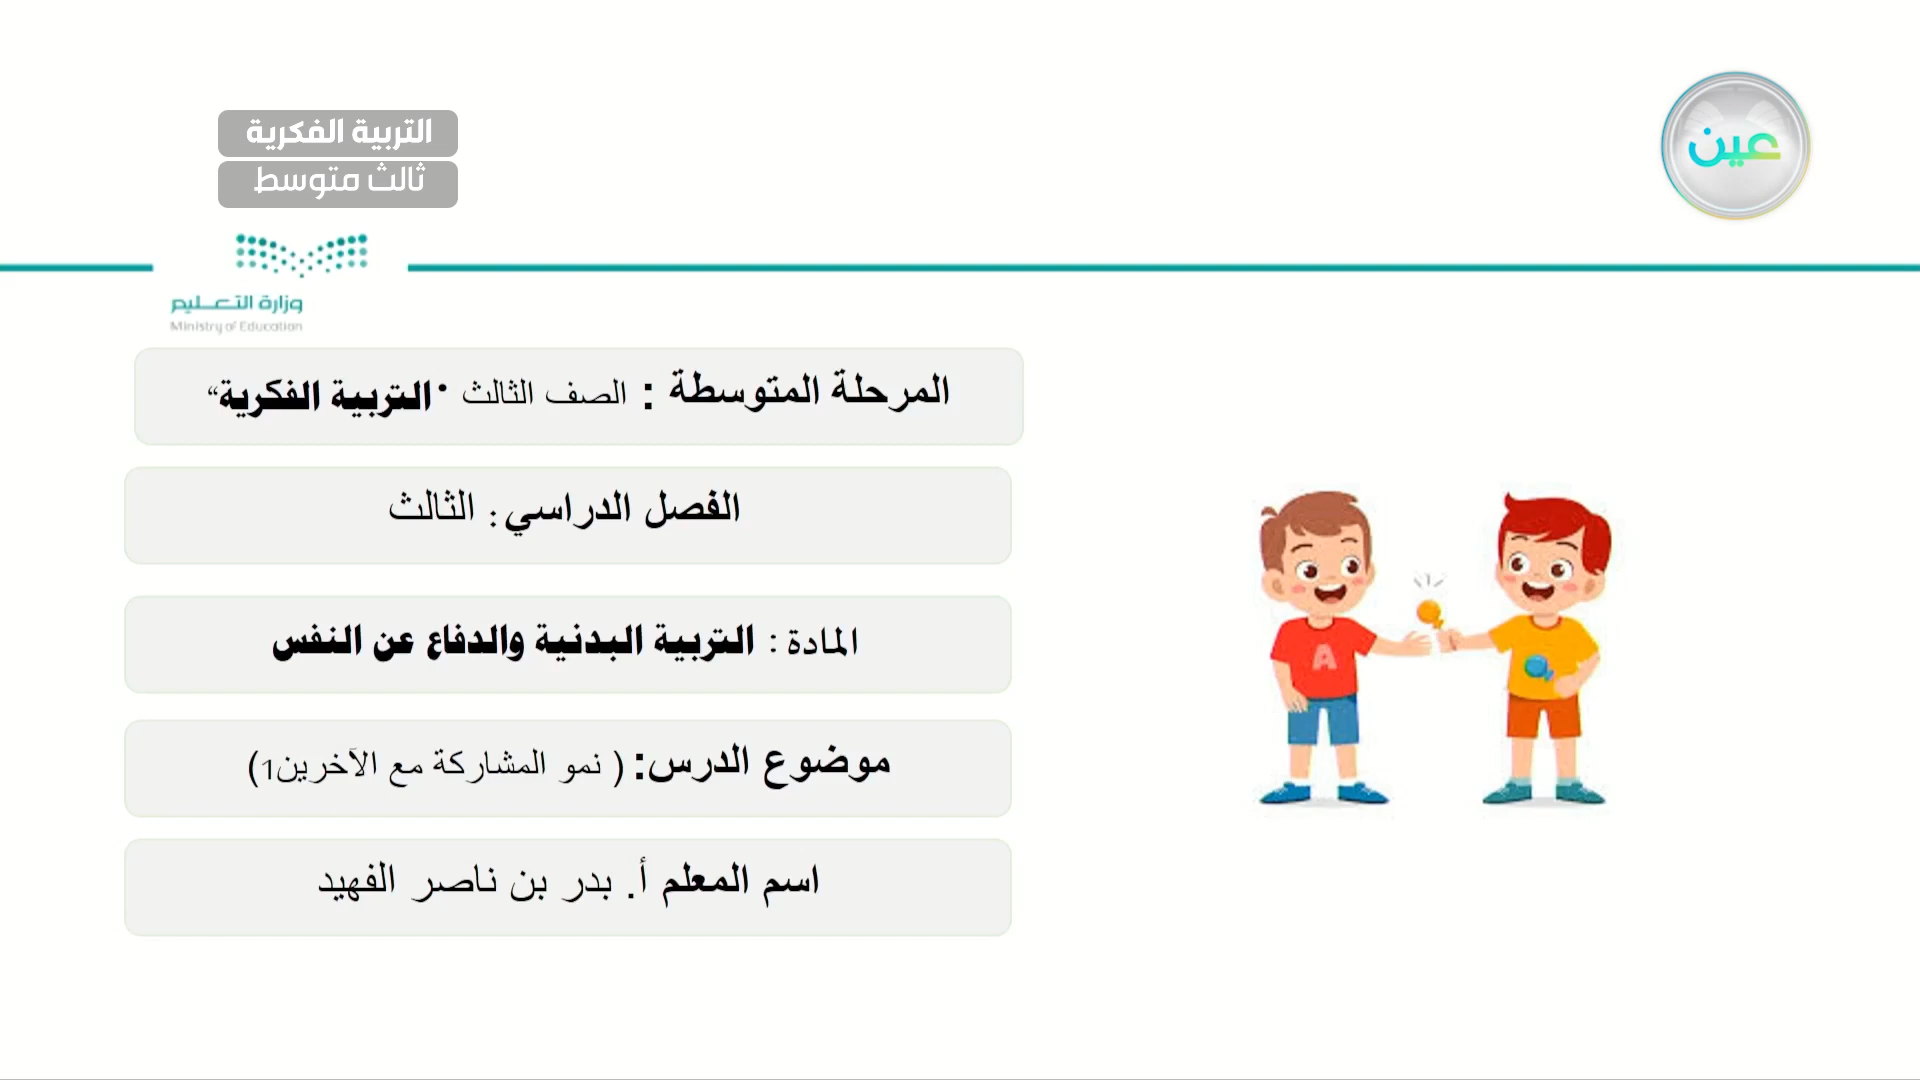 التربية الفكرية
ثالث متوسط
عين
وزارة التعليم
Ministry of Education
المرحلة المتوسطة : الصف الثالث "التربية الفكرية“
الفصل الدراسي : الثالث
المادة : التربية البدنية والدفاع عن النفس
موضوع الدرس: ( نمو المشاركة مع الآخرين1)
اسم المعلم أ. بدر بن ناصر الفهيد
A